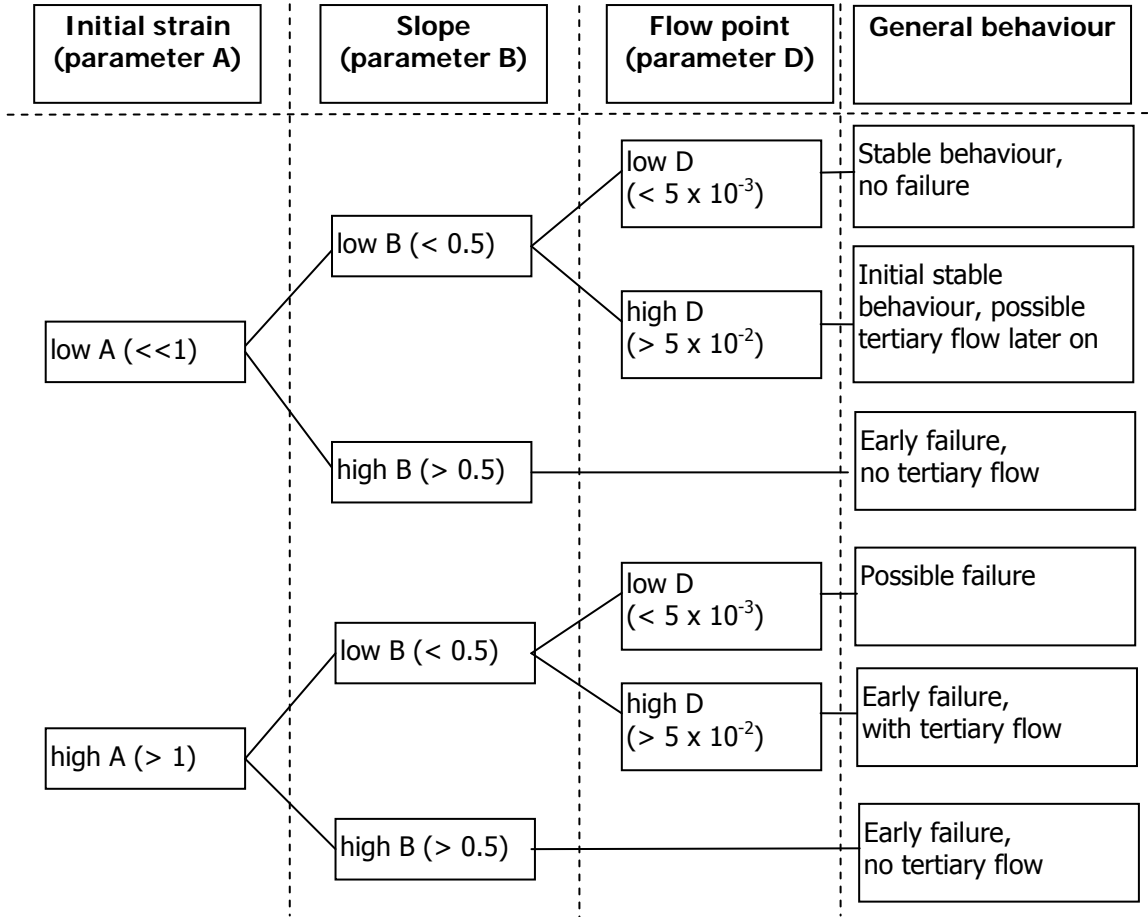 Initial strain
(parameter A)
Slope
(parameter B)
Flow point
(parameter D)
General behaviour
low A (<<1)
low B (< 0.5)
low D
(< 5 x 10⁻³)
Stable behaviour,
no failure
high D
(> 5 x 10⁻²)
Initial stable
behaviour, possible
tertiary flow later on
high B (> 0.5)
Early failure,
no tertiary flow
high A (> 1)
low B (< 0.5)
low D
(< 5 x 10⁻³)
Possible failure
high D
(> 5 x 10⁻²)
Early failure,
with tertiary flow
high B (> 0.5)
Early failure,
no tertiary flow